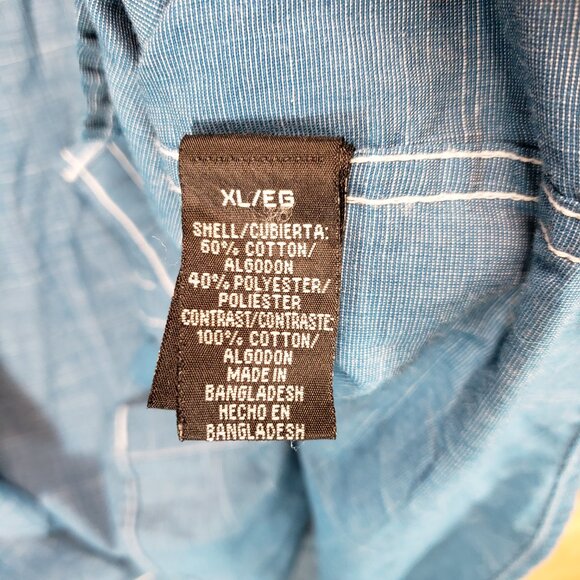 XL/EG
SHELL/CUBIERTA:
60% COTTON/
ALGODON
40% POLYESTER/
POLIESTER
CONTRAST/CONTRASTE:
100% COTTON/
ALGODON
MADE IN
BANGLADESH
HECHO EN
BANGLADESH